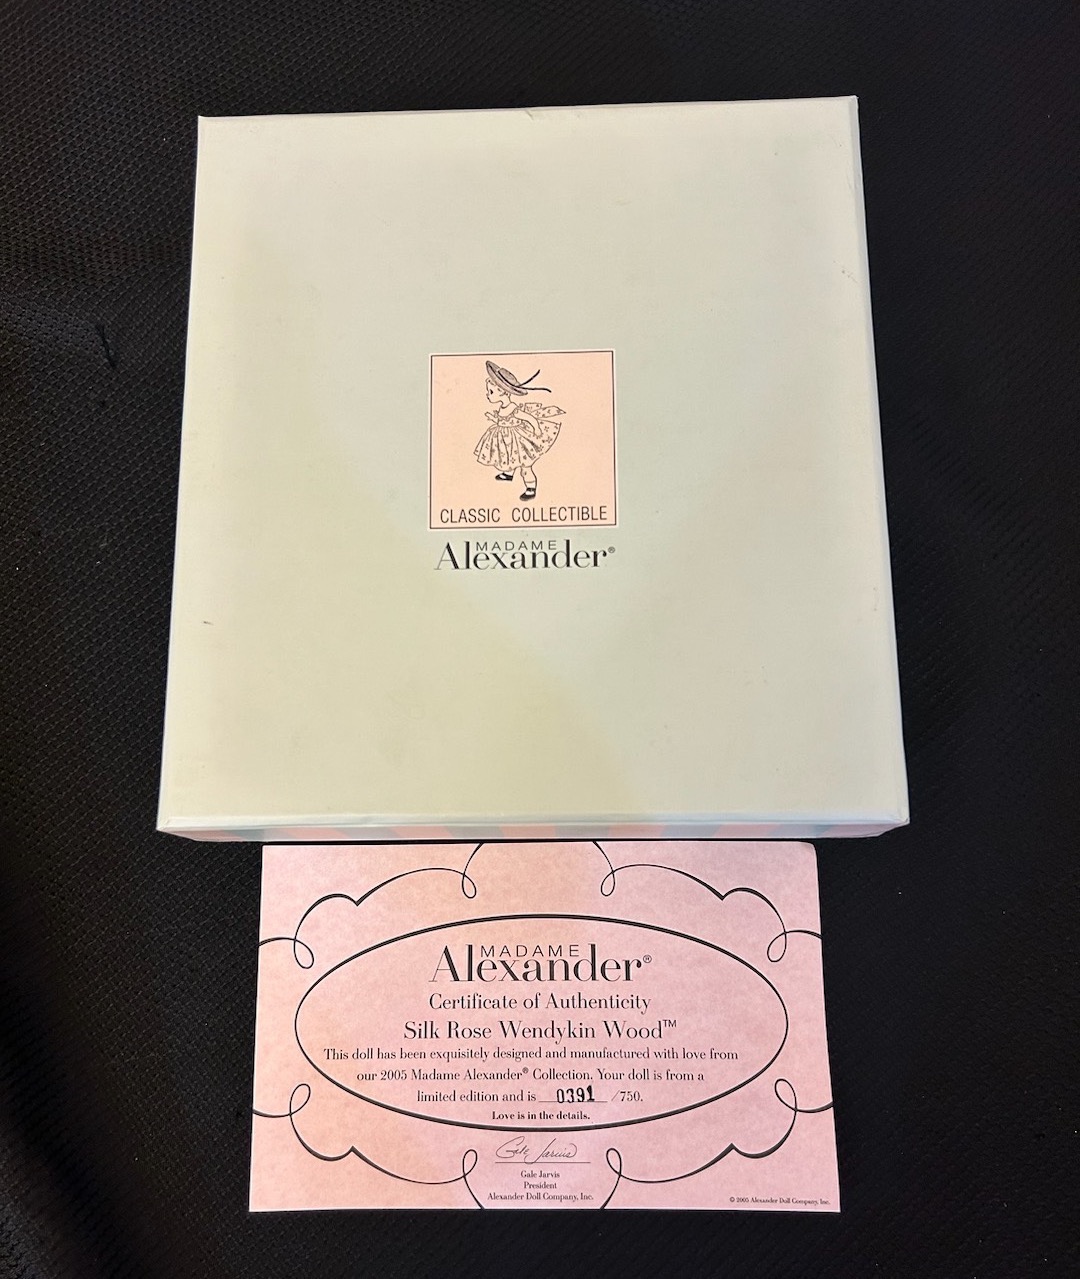 CLASSIC COLLECTIBLE
MADAME
Alexander®
MADAME
Alexander®
Certificate of Authenticity
Silk Rose Wendykin Wood™
This doll has been exquisitely designed and manufactured with love from
our 2005 Madame Alexander® Collection. Your doll is from a
limited edition and is 0391 /750.
Love is in the details.
Gale Jarvis
Gale Jarvis
President
Alexander Doll Company, Inc.
© 2005 Alexander Doll Company, Inc.